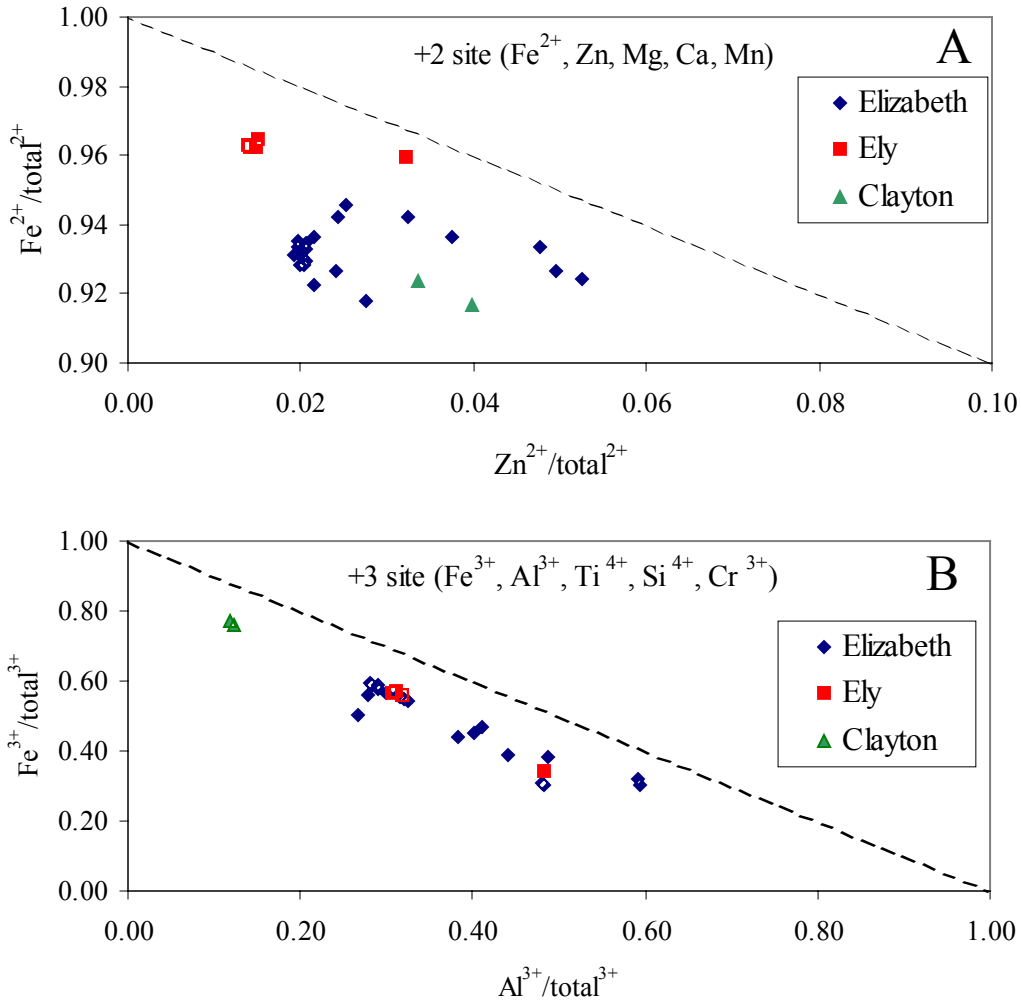 A
+2 site (Fe²⁺, Zn, Mg, Ca, Mn)
Elizabeth
Ely
Clayton
Fe²⁺/total²⁺
1.00
0.98
0.96
0.94
0.92
0.90
0.00
0.02
0.04
0.06
0.08
0.10
Zn²⁺/total²⁺
B
+3 site (Fe³⁺, Al³⁺, Ti ⁴⁺, Si ⁴⁺, Cr ³⁺)
Elizabeth
Ely
Clayton
Fe³⁺/total³⁺
1.00
0.80
0.60
0.40
0.20
0.00
0.00
0.20
0.40
0.60
0.80
1.00
Al³⁺/total³⁺